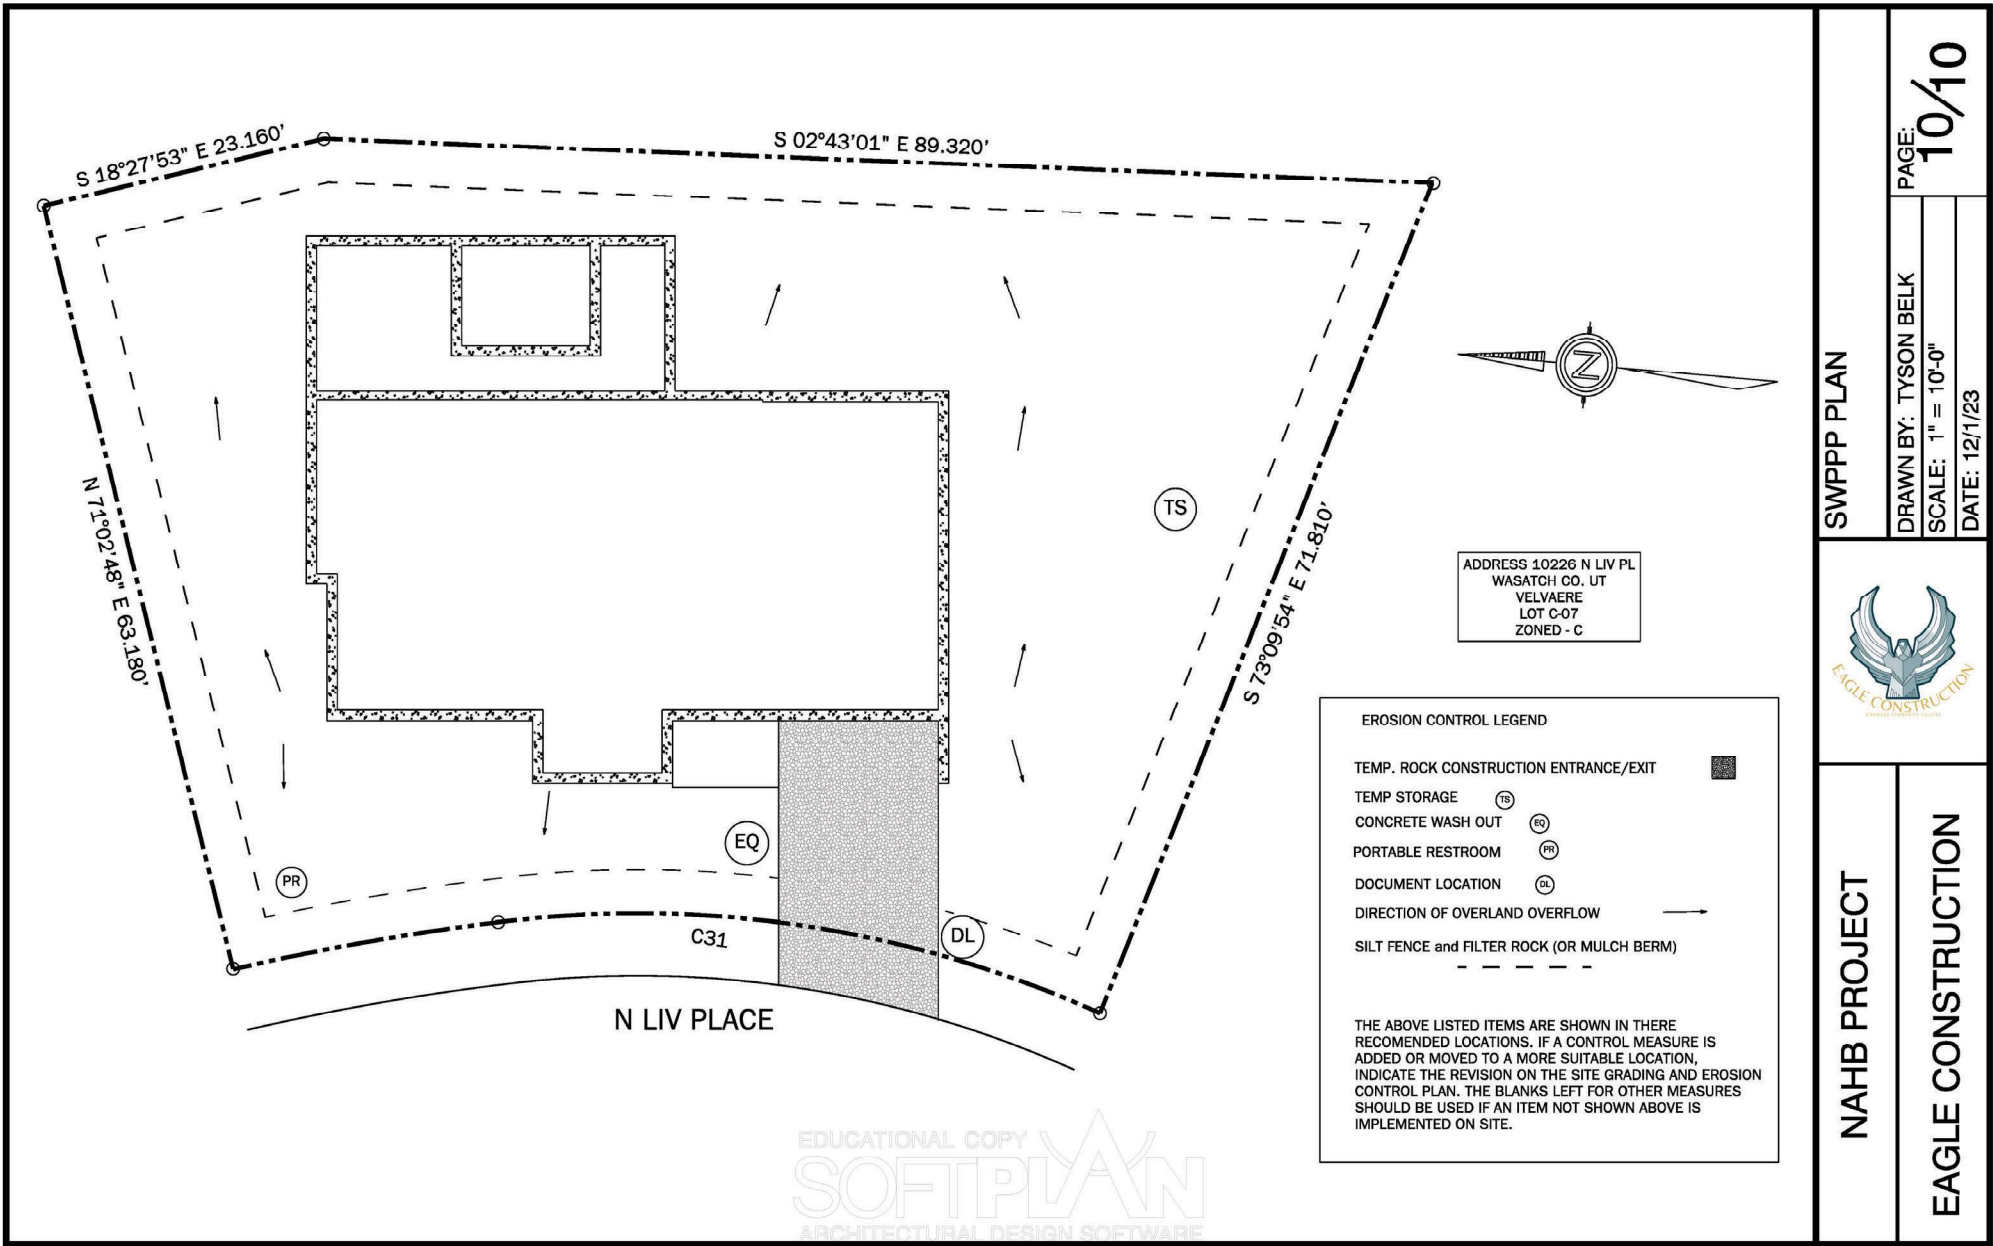 S 18°27'53" E 23.160'
S 02°43'01" E 89.320'
N 71°02'48" E 63.180'
S 73°09'54" E 71.810'
TS
EQ
PR
DL
C31
N LIV PLACE
N
ADDRESS 10226 N LIV PL
WASATCH CO. UT
VELVAERE
LOT C-07
ZONED - C
EROSION CONTROL LEGEND
TEMP. ROCK CONSTRUCTION ENTRANCE/EXIT
TEMP STORAGE TS
CONCRETE WASH OUT EQ
PORTABLE RESTROOM PR
DOCUMENT LOCATION DL
DIRECTION OF OVERLAND OVERFLOW
SILT FENCE and FILTER ROCK (OR MULCH BERM)
THE ABOVE LISTED ITEMS ARE SHOWN IN THERE
RECOMENDED LOCATIONS. IF A CONTROL MEASURE IS
ADDED OR MOVED TO A MORE SUITABLE LOCATION,
INDICATE THE REVISION ON THE SITE GRADING AND EROSION
CONTROL PLAN. THE BLANKS LEFT FOR OTHER MEASURES
SHOULD BE USED IF AN ITEM NOT SHOWN ABOVE IS
IMPLEMENTED ON SITE.
EDUCATIONAL COPY
SOFTPLAN
ARCHITECTURAL DESIGN SOFTWARE
SWPPP PLAN
PAGE: 10/10
DRAWN BY: TYSON BELK
SCALE: 1" = 10'-0"
DATE: 12/1/23
EAGLE CONSTRUCTION
NAHB PROJECT
EAGLE CONSTRUCTION